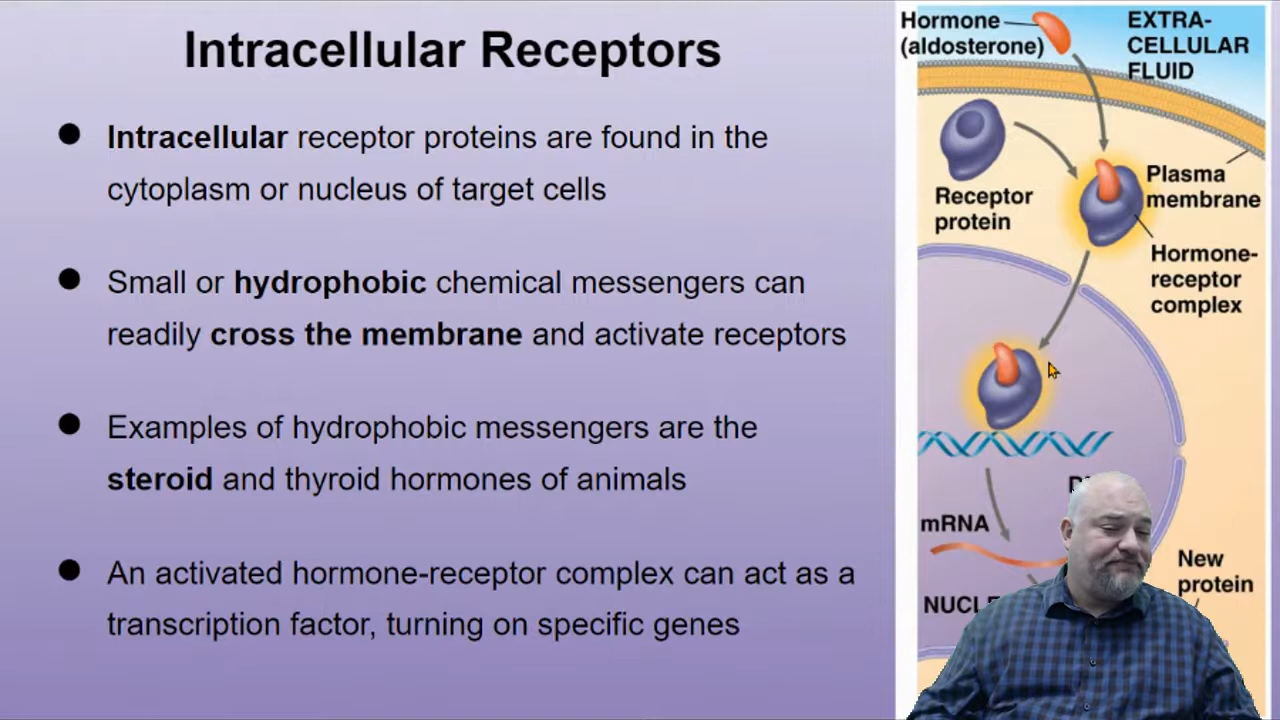 Intracellular Receptors
Intracellular receptor proteins are found in the
cytoplasm or nucleus of target cells
Small or hydrophobic chemical messengers can
readily cross the membrane and activate receptors
Examples of hydrophobic messengers are the
steroid and thyroid hormones of animals
An activated hormone-receptor complex can act as a
transcription factor, turning on specific genes
Hormone
(aldosterone)
EXTRA-
CELLULAR
FLUID
Receptor
protein
Plasma
membrane
Hormone-
receptor
complex
mRNA
New
protein